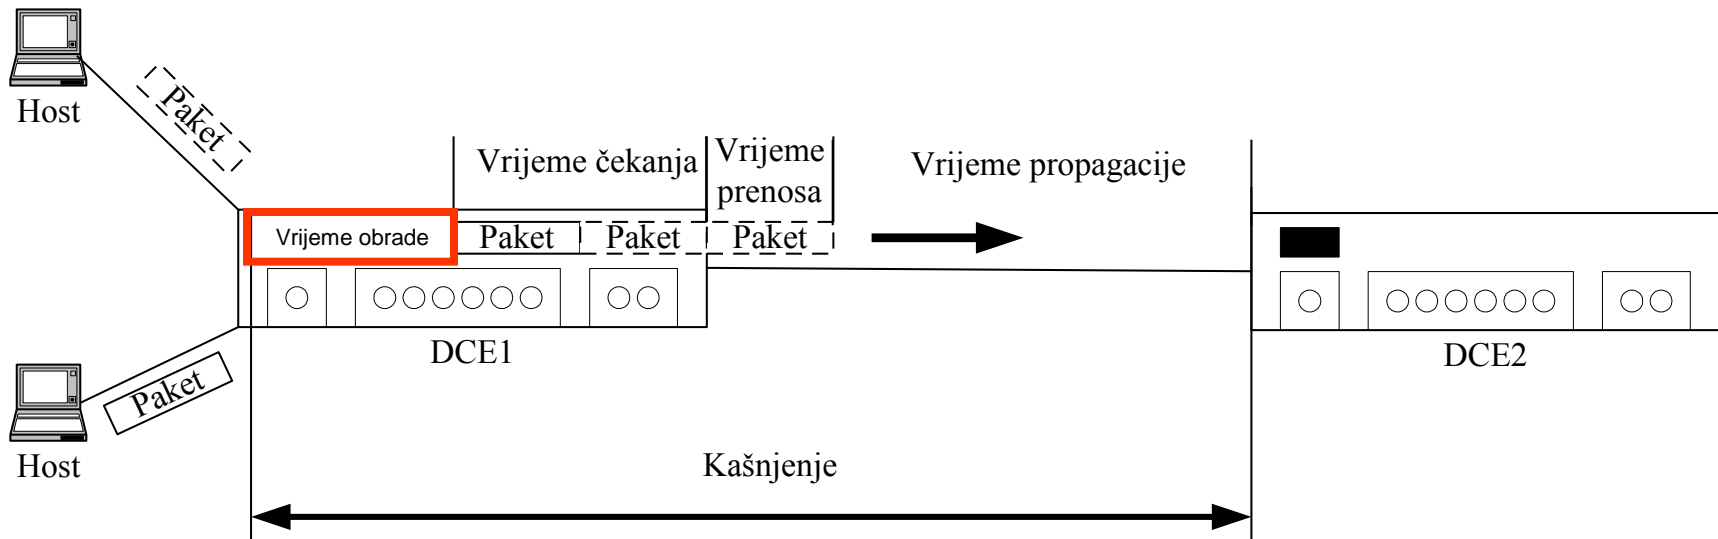 Host
Paket
Vrijeme čekanja
Vrijeme
prenosa
Vrijeme propagacije
Vrijeme obrade
Paket
Paket
Paket
DCE1
DCE2
Paket
Host
Kašnjenje